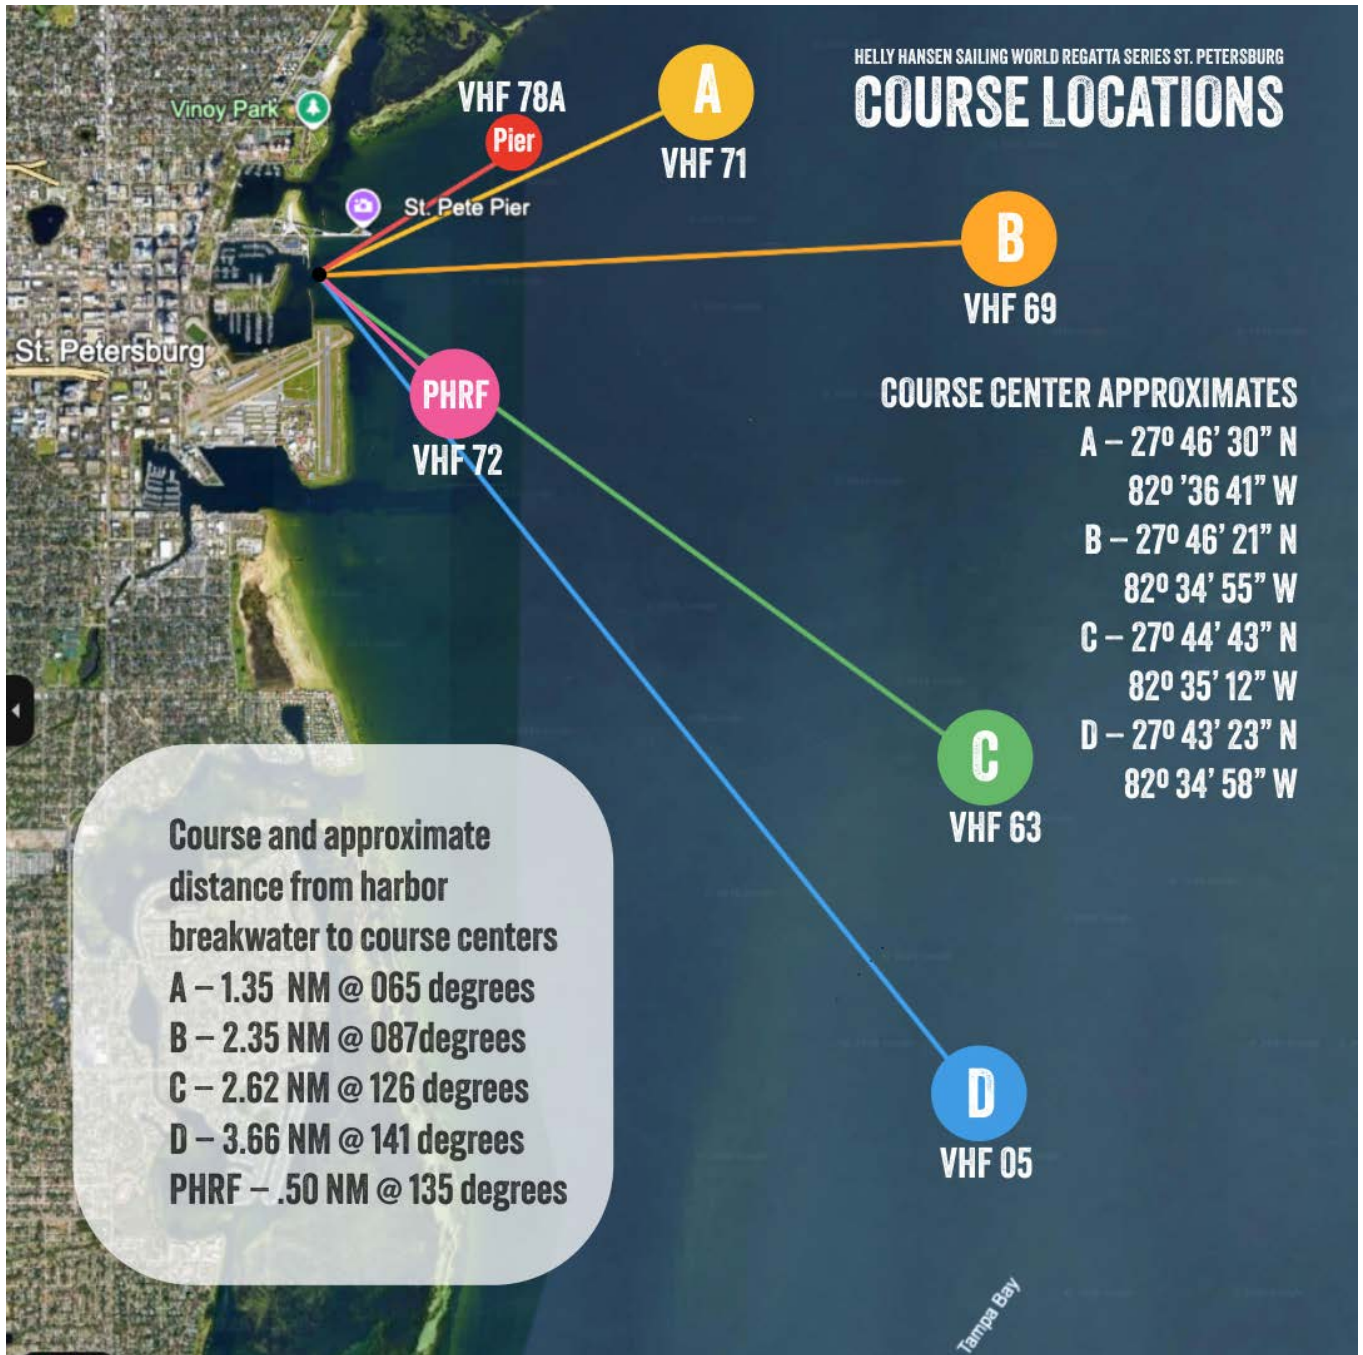 HELLY HANSEN SAILING WORLD REGATTA SERIES ST. PETERSBURG
COURSE LOCATIONS
VHF 78A
Pier
A
VHF 71
Vinoy Park
St. Pete Pier
B
VHF 69
St. Petersburg
PHRF
VHF 72
COURSE CENTER APPROXIMATES
A – 27º 46’ 30” N
82º ’36 41” W
B – 27º 46’ 21” N
82º 34’ 55” W
C – 27º 44’ 43” N
82º 35’ 12” W
D – 27º 43’ 23” N
82º 34’ 58” W
C
VHF 63
Course and approximate
distance from harbor
breakwater to course centers
A – 1.35 NM @ 065 degrees
B – 2.35 NM @ 087degrees
C – 2.62 NM @ 126 degrees
D – 3.66 NM @ 141 degrees
PHRF – .50 NM @ 135 degrees
D
VHF 05
Tampa Bay